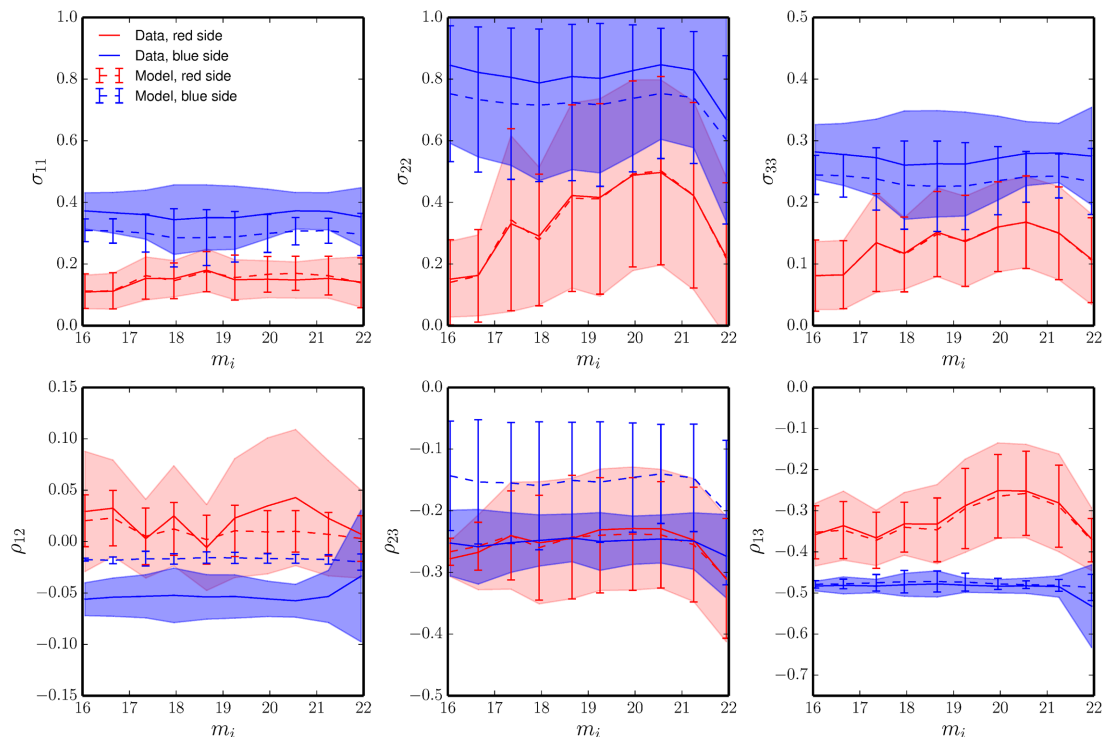 1.0
0.8
0.6
0.4
0.2
0.0
σ11
Data, red side
Data, blue side
Model, red side
Model, blue side
16 17 18 19 20 21 22
mi
1.0
0.8
0.6
0.4
0.2
0.0
σ22
16 17 18 19 20 21 22
mi
0.5
0.4
0.3
0.2
0.1
0.0
σ33
16 17 18 19 20 21 22
mi
0.15
0.10
0.05
0.00
−0.05
−0.10
−0.15
ρ12
16 17 18 19 20 21 22
mi
−0.0
−0.1
−0.2
−0.3
−0.4
−0.5
ρ23
16 17 18 19 20 21 22
mi
−0.0
−0.1
−0.2
−0.3
−0.4
−0.5
−0.6
−0.7
ρ13
16 17 18 19 20 21 22
mi